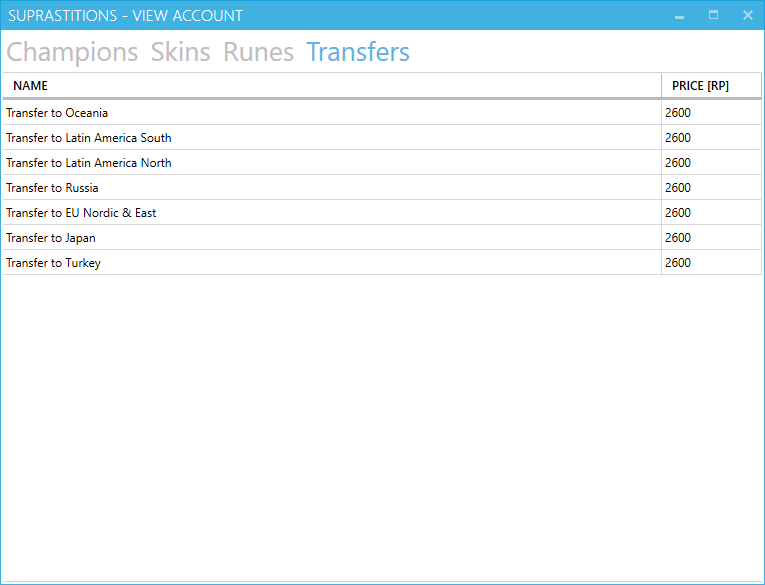 SUPRASTITIONS - VIEW ACCOUNT
Champions Skins Runes Transfers
NAME PRICE [RP]
Transfer to Oceania 2600
Transfer to Latin America South 2600
Transfer to Latin America North 2600
Transfer to Russia 2600
Transfer to EU Nordic & East 2600
Transfer to Japan 2600
Transfer to Turkey 2600